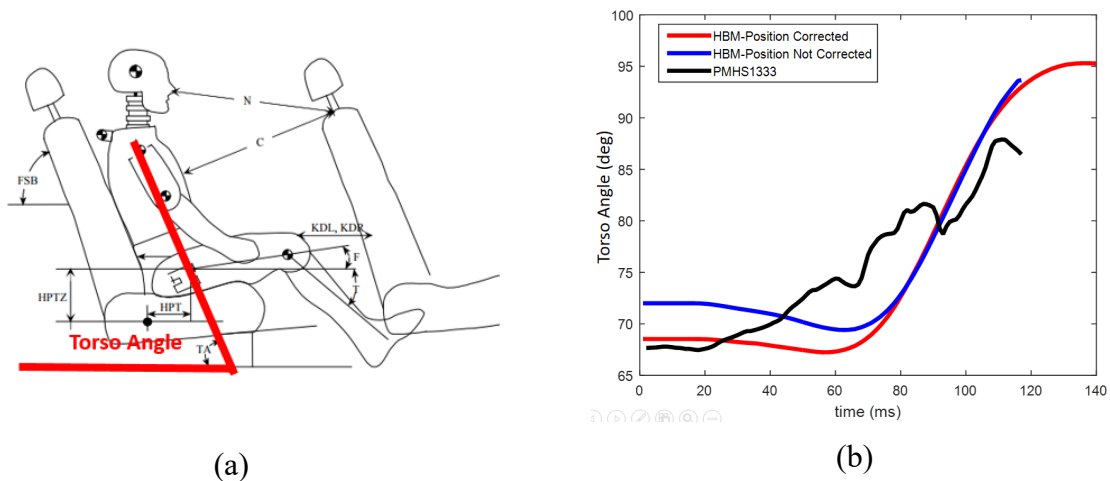 N
C
FSB
KDL, KDR
F
T
HPTZ
HPT
Torso Angle
TA
(a)
100
95
90
85
80
75
70
65
0
20
40
60
80
100
120
140
Torso Angle (deg)
time (ms)
HBM-Position Corrected
HBM-Position Not Corrected
PMHS1333
(b)